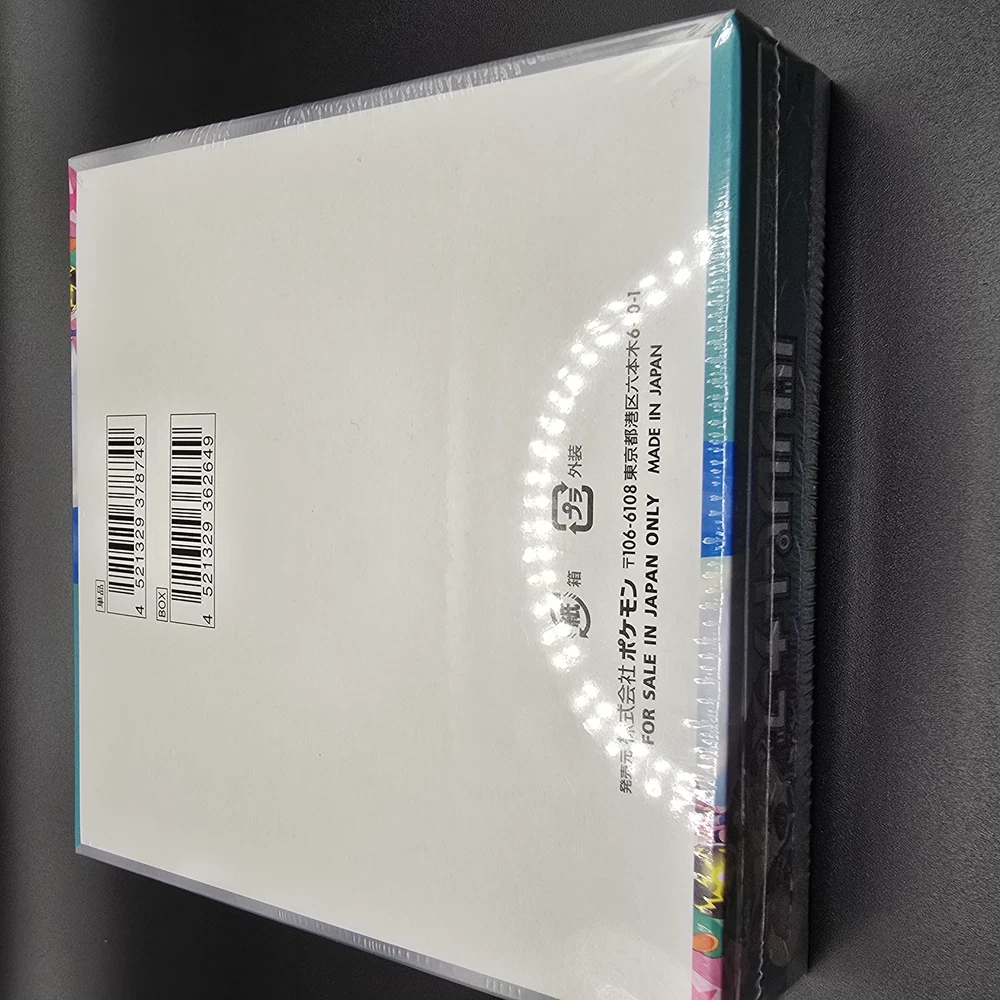 単品
4 521329 378749
BOX
4 521329 362649
紙 箱 プラ 外装
発売元 株式会社 ポケモン 〒106-6108 東京都港区六本木6-10-1
FOR SALE IN JAPAN ONLY MADE IN JAPAN